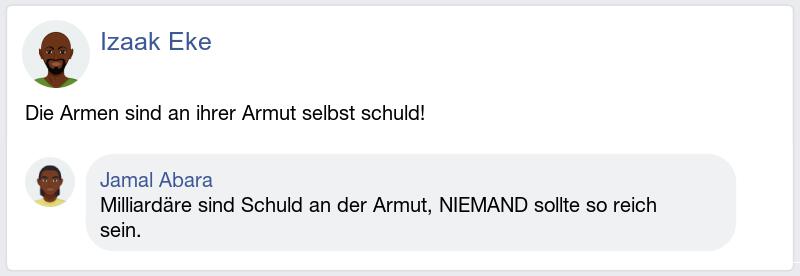 Izaak Eke
Die Armen sind an ihrer Armut selbst schuld!
Jamal Abara
Milliardäre sind Schuld an der Armut, NIEMAND sollte so reich
sein.